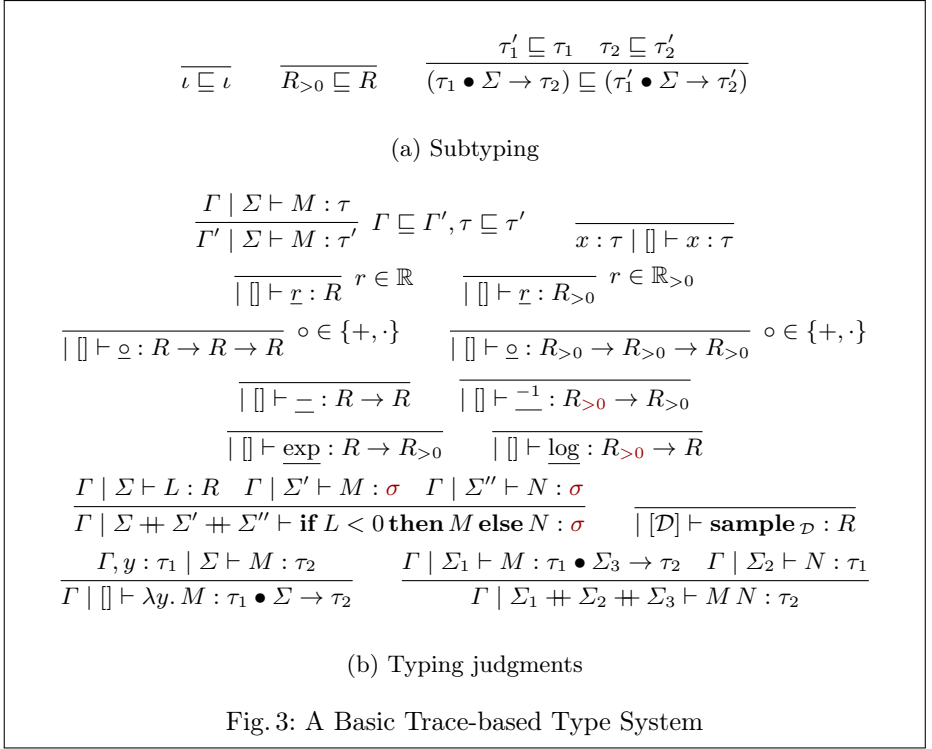 τ′₁ ⊑ τ₁ τ₂ ⊑ τ′₂
ι ⊑ ι R>0 ⊑ R (τ₁ • Σ → τ₂) ⊑ (τ′₁ • Σ → τ′₂)
(a) Subtyping
Γ | Σ ⊢ M : τ
Γ′ | Σ ⊢ M : τ′ Γ ⊑ Γ′, τ ⊑ τ′ x : τ | [] ⊢ x : τ
| [] ⊢ r : R r ∈ ℝ | [] ⊢ r : R>0 r ∈ ℝ>0
| [] ⊢ ∘ : R → R → R ∘ ∈ {+, ·} | [] ⊢ ∘ : R>0 → R>0 → R>0 ∘ ∈ {+, ·}
| [] ⊢ − : R → R | [] ⊢ ⁻¹ : R>0 → R>0
| [] ⊢ exp : R → R>0 | [] ⊢ log : R>0 → R
Γ | Σ ⊢ L : R Γ | Σ′ ⊢ M : σ Γ | Σ″ ⊢ N : σ
Γ | Σ ⧺ Σ′ ⧺ Σ″ ⊢ if L < 0 then M else N : σ | [𝒟] ⊢ sample 𝒟 : R
Γ, y : τ₁ | Σ ⊢ M : τ₂ Γ | Σ₁ ⊢ M : τ₁ • Σ₃ → τ₂ Γ | Σ₂ ⊢ N : τ₁
Γ | [] ⊢ λy. M : τ₁ • Σ → τ₂ Γ | Σ₁ ⧺ Σ₂ ⧺ Σ₃ ⊢ M N : τ₂
(b) Typing judgments
Fig. 3: A Basic Trace-based Type System